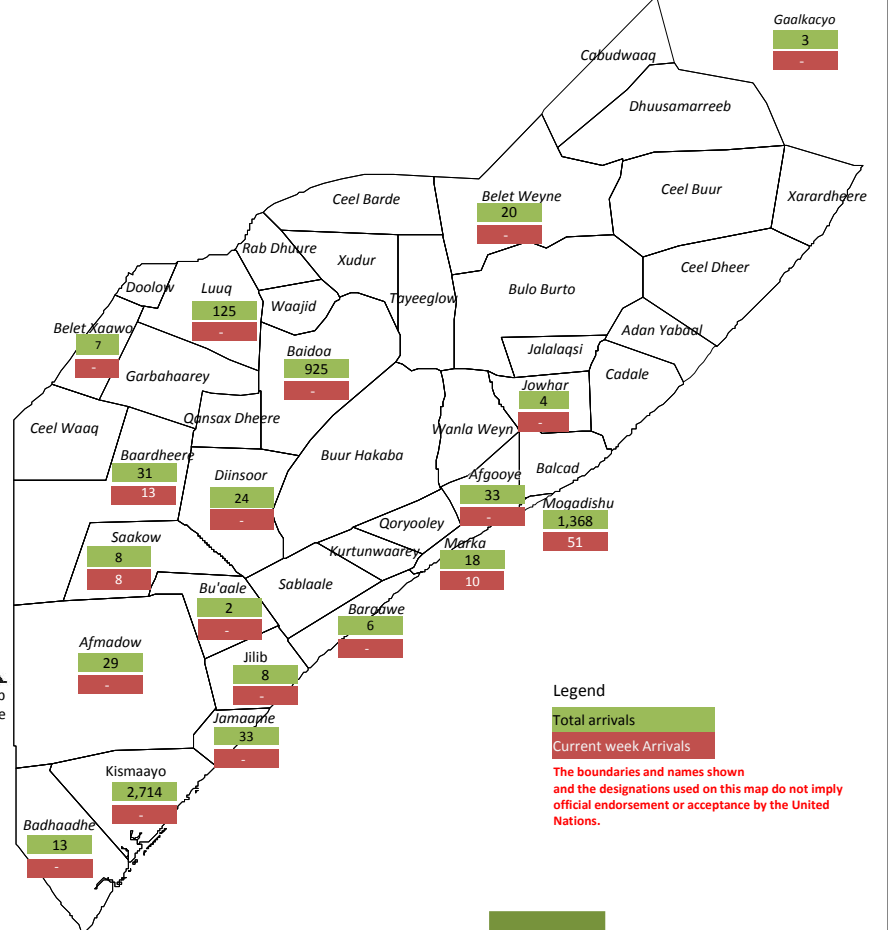 Gaalkacyo
3
-
Cabudwaaq
Dhuusamarreeb
Ceel Barde
Belet Weyne
20
-
Ceel Buur
Xarardheere
Rab Dhuure
Xudur
Ceel Dheer
Doolow
Luuq
125
-
Waajid
Tayeeglow
Bulo Burto
Belet Xaawo
7
-
Adan Yabaal
Baidoa
925
-
Jalalaqsi
Garbahaarey
Cadale
Jowhar
4
-
Ceel Waaq
Qansax Dheere
Wanla Weyn
Baardheere
31
13
Buur Hakaba
Diinsoor
24
-
Afgooye
33
-
Balcad
Mogadishu
1,368
51
Qoryooley
Saakow
8
8
Kurtunwaarey
Marka
18
10
Bu'aale
2
-
Sablaale
Baraawe
6
-
Afmadow
29
-
Jilib
8
-
Jamaame
33
-
Kismaayo
2,714
-
Badhaadhe
13
-
Legend
Total arrivals
Current week Arrivals
The boundaries and names shown
and the designations used on this map do not imply
official endorsement or acceptance by the United
Nations.